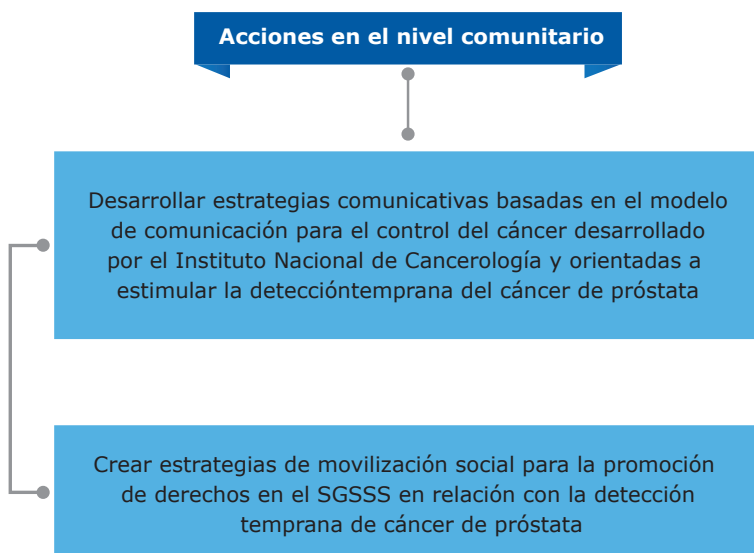 Acciones en el nivel comunitario
Desarrollar estrategias comunicativas basadas en el modelo
de comunicación para el control del cáncer desarrollado
por el Instituto Nacional de Cancerología y orientadas a
estimular la deteccióntemprana del cáncer de próstata
Crear estrategias de movilización social para la promoción
de derechos en el SGSSS en relación con la detección
temprana de cáncer de próstata